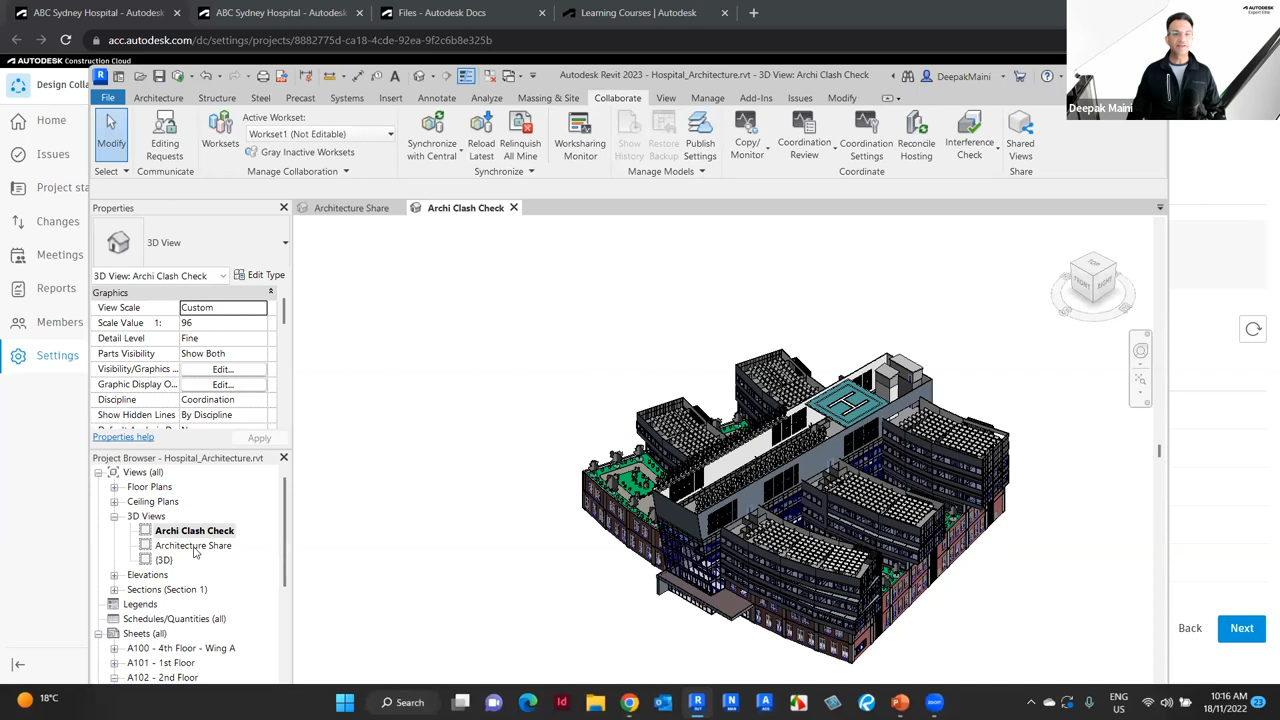 ABC Sydney Hospital - Autodesk
ABC Sydney Hospital - Autodesk
Files - Autodesk Docs
Learning Courses | Autodesk
acc.autodesk.com/dc/settings/projects/8882775d-ca18-4cde-92ea-9f2c6b86325b
AUTODESK
Expert Elite
Deepak Maini
AUTODESK CONSTRUCTION CLOUD
Design Colla
Home
Issues
Project sta
Changes
Meetings
Reports
Members
Settings
Autodesk Revit 2023 - Hospital_Architecture.rvt - 3D View: Archi Clash Check
DeepakMaini
File Architecture Structure Steel Precast Systems Insert Annotate Analyze Massing & Site Collaborate View Manage Add-Ins Issues Modify
Modify
Select
Editing
Requests
Communicate
Worksets
Active Workset:
Workset1 (Not Editable)
Gray Inactive Worksets
Manage Collaboration
Synchronize
with Central
Reload
Latest
Relinquish
All Mine
Synchronize
Worksharing
Monitor
Show
History
Restore
Backup
Publish
Settings
Manage Models
Copy/
Monitor
Coordination
Review
Coordination
Settings
Reconcile
Hosting
Interference
Check
Coordinate
Shared
Views
Share
Properties
3D View
3D View: Archi Clash Check
Edit Type
Graphics
View Scale Custom
Scale Value 1: 96
Detail Level Fine
Parts Visibility Show Both
Visibility/Graphics ... Edit...
Graphic Display O... Edit...
Discipline Coordination
Show Hidden Lines By Discipline
Properties help
Apply
Project Browser - Hospital_Architecture.rvt
Views (all)
Floor Plans
Ceiling Plans
3D Views
Archi Clash Check
Architecture Share
{3D}
Elevations
Sections (Section 1)
Legends
Schedules/Quantities (all)
Sheets (all)
A100 - 4th Floor - Wing A
A101 - 1st Floor
A102 - 2nd Floor
Architecture Share
Archi Clash Check
TOP
FRONT
RIGHT
H
Back
Next
18°C
Search
ENG
US
10:16 AM
18/11/2022
23